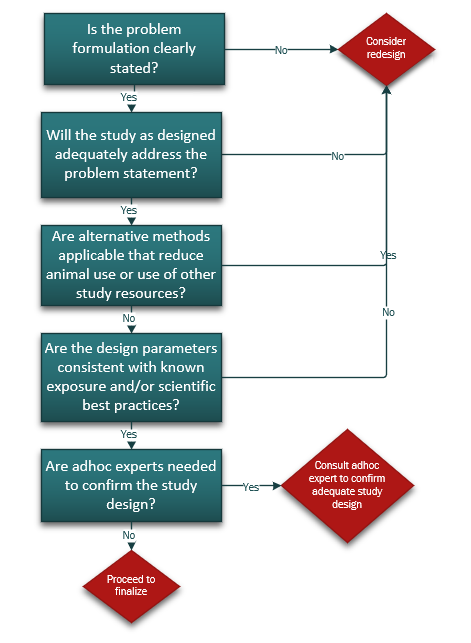 Is the problem
formulation clearly
stated?
No
Consider
redesign
Yes
Will the study as designed
adequately address the
problem statement?
No
Yes
Are alternative methods
applicable that reduce
animal use or use of other
study resources?
Yes
No
Are the design parameters
consistent with known
exposure and/or scientific
best practices?
No
Yes
Are adhoc experts needed
to confirm the study
design?
Yes
Consult adhoc
expert to confirm
adequate study
design
No
Proceed to
finalize